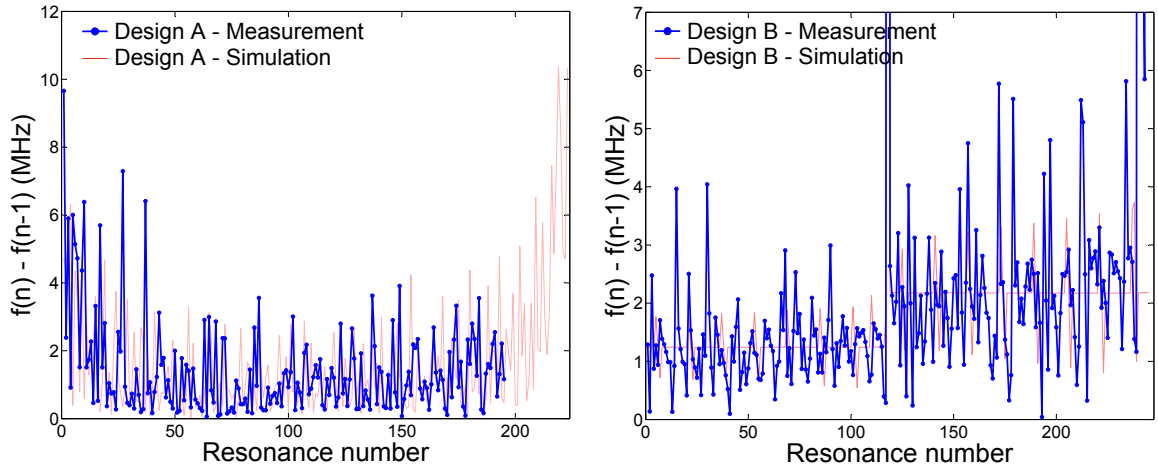 12
10
8
6
4
2
0
f(n) - f(n-1) (MHz)
Design A - Measurement
Design A - Simulation
0 50 100 150 200
Resonance number
7
6
5
4
3
2
1
0
f(n) - f(n-1) (MHz)
Design B - Measurement
Design B - Simulation
0 50 100 150 200
Resonance number